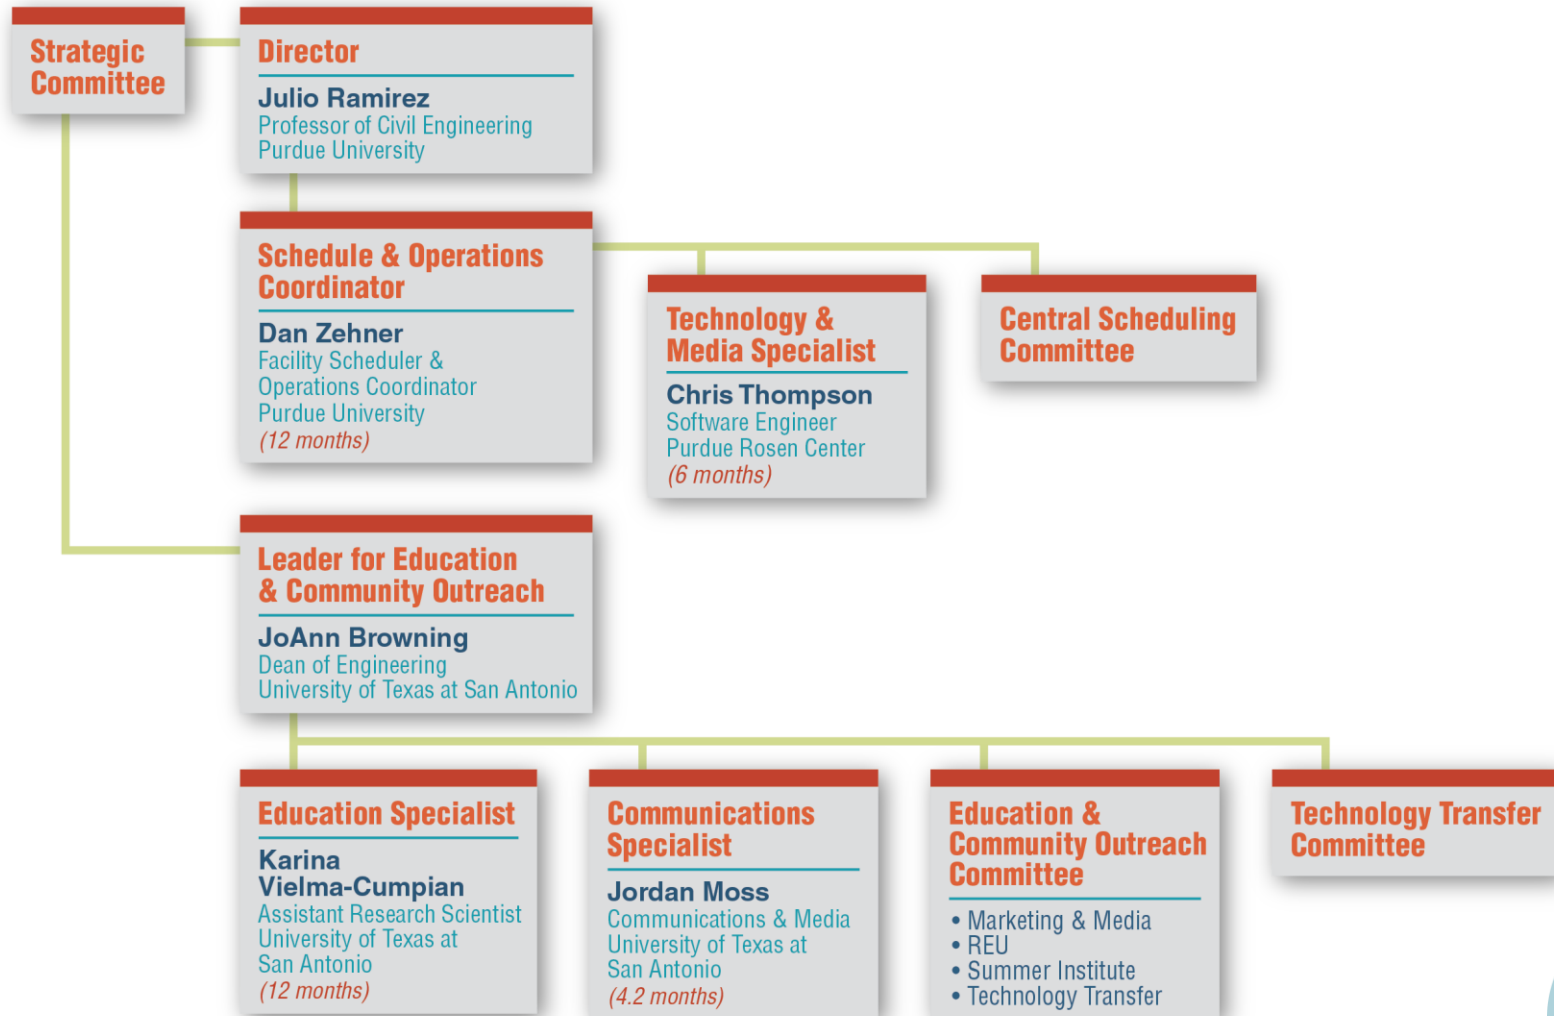 Strategic
Committee
Director
Julio Ramirez
Professor of Civil Engineering
Purdue University
Schedule & Operations
Coordinator
Dan Zehner
Facility Scheduler &
Operations Coordinator
Purdue University
(12 months)
Technology &
Media Specialist
Chris Thompson
Software Engineer
Purdue Rosen Center
(6 months)
Central Scheduling
Committee
Leader for Education
& Community Outreach
JoAnn Browning
Dean of Engineering
University of Texas at San Antonio
Education Specialist
Karina
Vielma-Cumpian
Assistant Research Scientist
University of Texas at
San Antonio
(12 months)
Communications
Specialist
Jordan Moss
Communications & Media
University of Texas at
San Antonio
(4.2 months)
Education &
Community Outreach
Committee
• Marketing & Media
• REU
• Summer Institute
• Technology Transfer
Technology Transfer
Committee